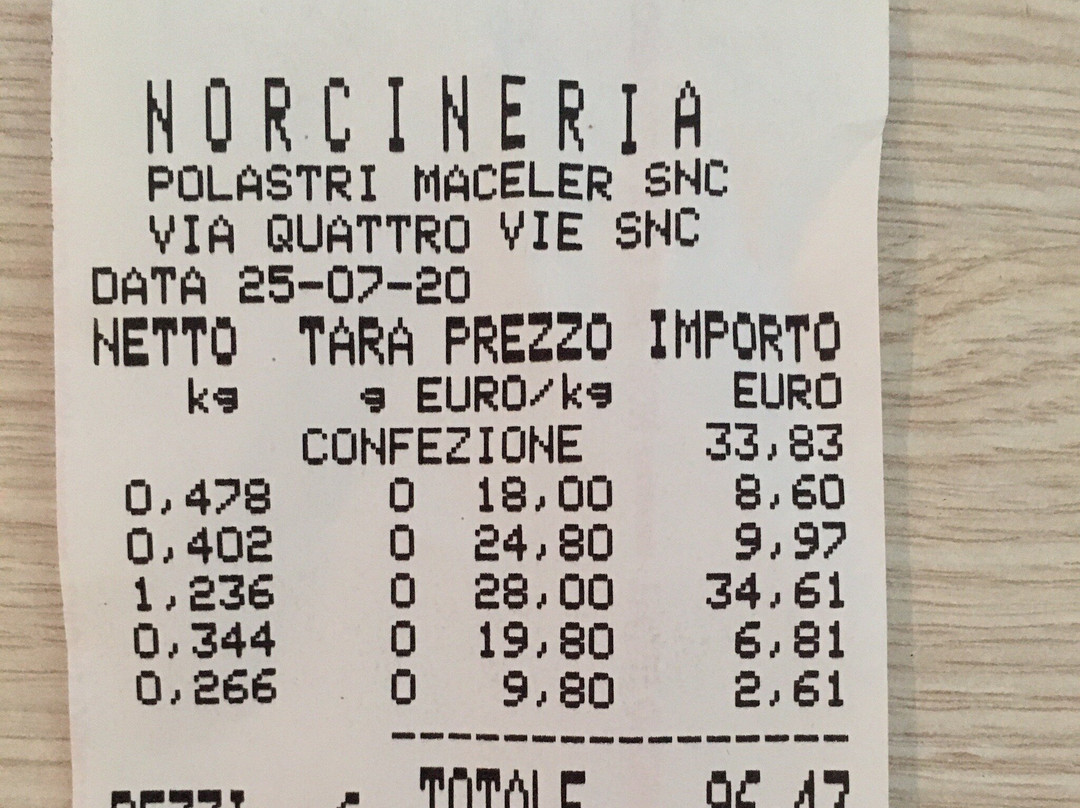 NORCINERIA
POLASTRI MACELER SNC
VIA QUATTRO VIE SNC
DATA 25-07-20
NETTO TARA PREZZO IMPORTO
kg g EURO/kg EURO
CONFEZIONE 33,83
0,478 0 18,00 8,60
0,402 0 24,80 9,97
1,236 0 28,00 34,61
0,344 0 19,80 6,81
0,266 0 9,80 2,61
PEZZI TOTALE